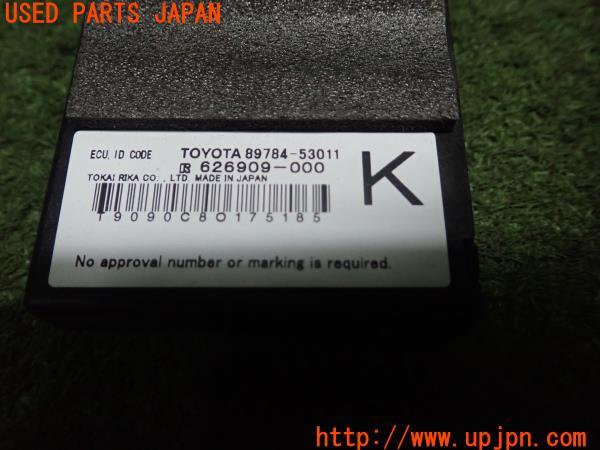 USED PARTS JAPAN
ECU, ID CODE TOYOTA 89784-53011
626909-000
TOKAI RIKA CO., LTD. MADE IN JAPAN
K
T9090C80175185
No approval number or marking is required.
http://www.upjpn.com